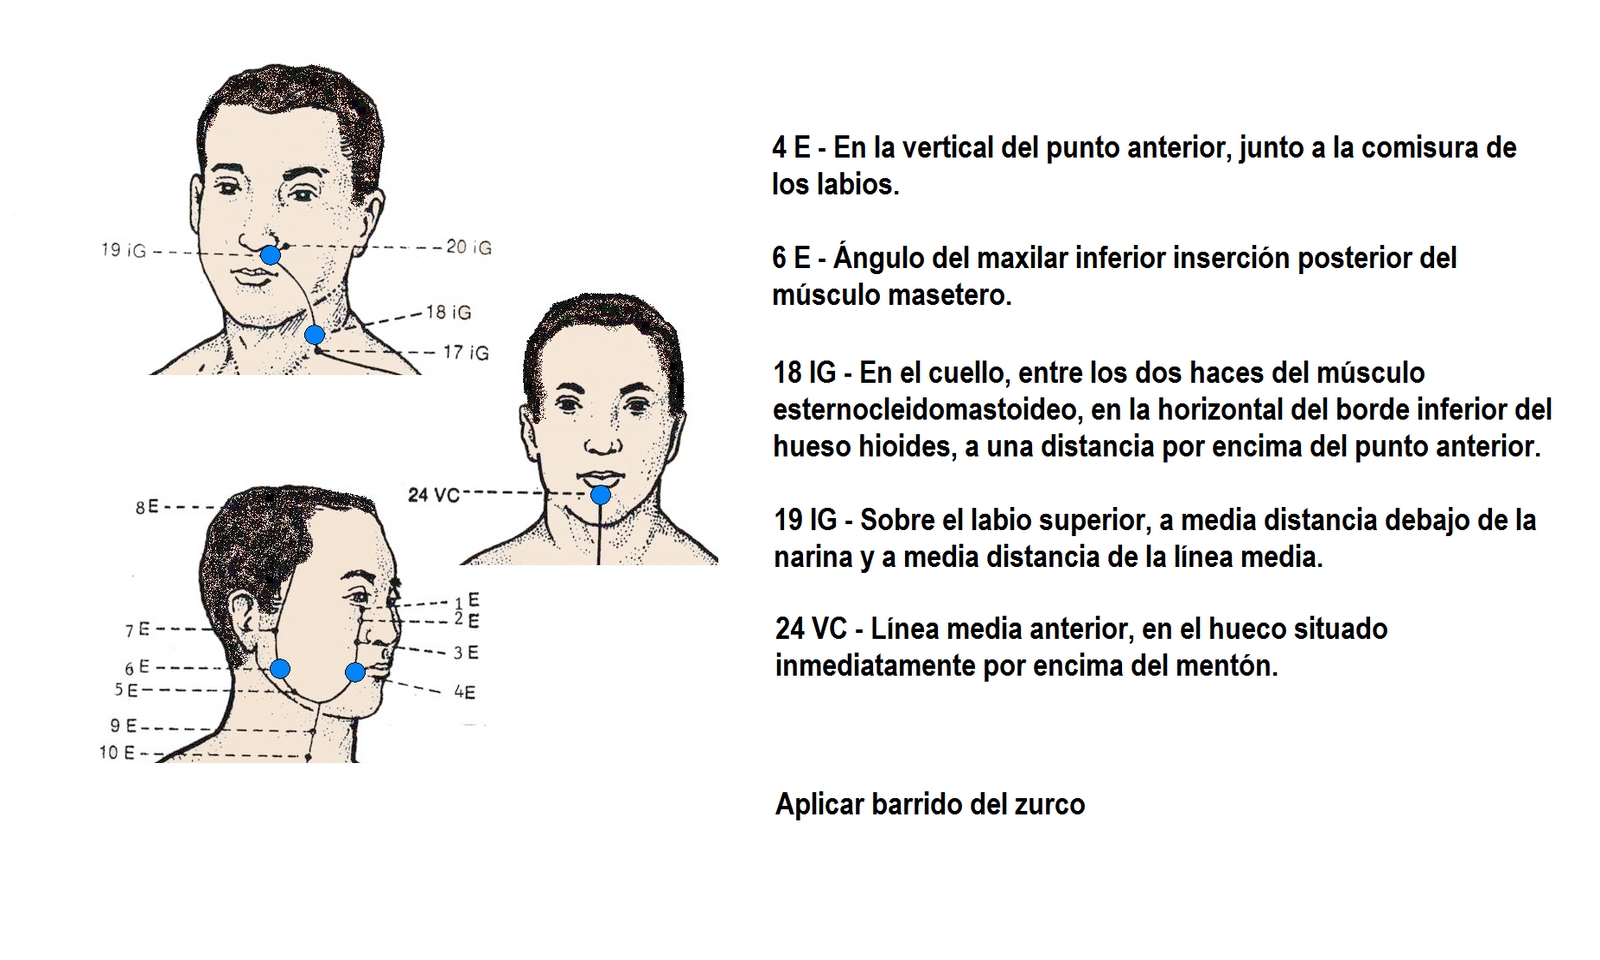 19 iG
20 iG
18 iG
17 iG
24 VC
8 E
7 E
6 E
5 E
9 E
10 E
1 E
2 E
3 E
4E
4 E - En la vertical del punto anterior, junto a la comisura de
los labios.
6 E - Ángulo del maxilar inferior inserción posterior del
músculo masetero.
18 IG - En el cuello, entre los dos haces del músculo
esternocleidomastoideo, en la horizontal del borde inferior del
hueso hioides, a una distancia por encima del punto anterior.
19 IG - Sobre el labio superior, a media distancia debajo de la
narina y a media distancia de la línea media.
24 VC - Línea media anterior, en el hueco situado
inmediatamente por encima del mentón.
Aplicar barrido del zurco